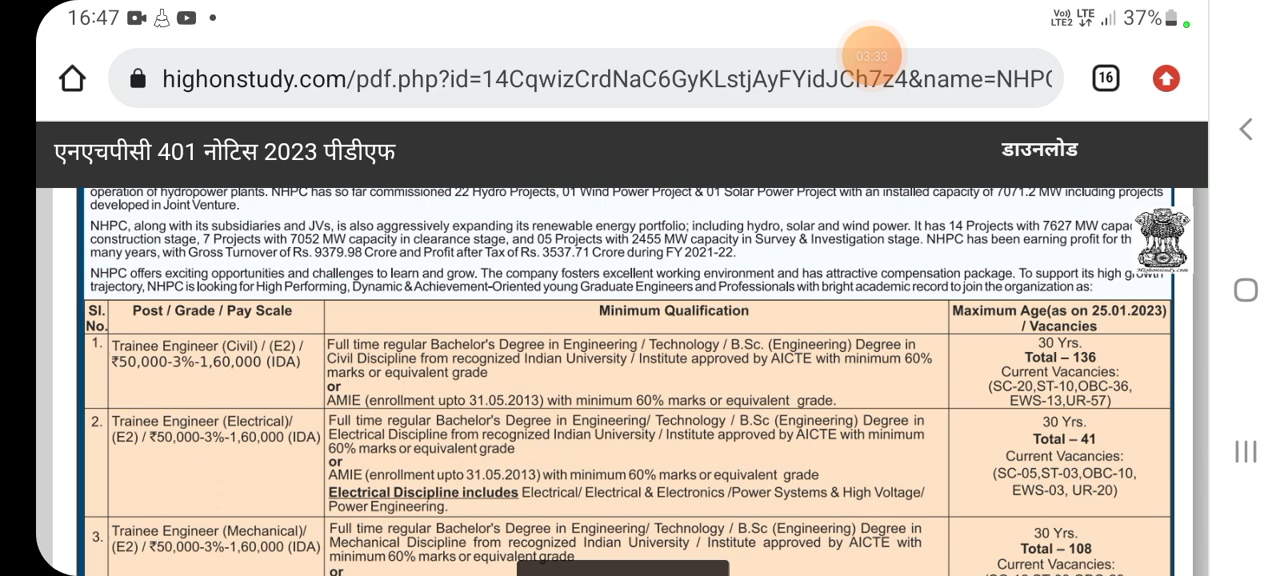 16:47
Vo)) LTE
LTE2
37%
03:33
highonstudy.com/pdf.php?id=14CqwizCrdNaC6GyKLstjAyFYidJCh7z4&name=NHPC
16
एनएचपीसी 401 नोटिस 2023 पीडीएफ
डाउनलोड
operation of hydropower plants. NHPC has so far commissioned 22 Hydro Projects, 01 Wind Power Project & 01 Solar Power Project with an installed capacity of 7071.2 MW including projects
developed in Joint Venture.
NHPC, along with its subsidiaries and JVs, is also aggressively expanding its renewable energy portfolio; including hydro, solar and wind power. It has 14 Projects with 7627 MW capac
construction stage, 7 Projects with 7052 MW capacity in clearance stage, and 05 Projects with 2455 MW capacity in Survey & Investigation stage. NHPC has been earning profit for th
many years, with Gross Turnover of Rs. 9379.98 Crore and Profit after Tax of Rs. 3537.71 Crore during FY 2021-22.
Highonstudy.com
NHPC offers exciting opportunities and challenges to learn and grow. The company fosters excellent working environment and has attractive compensation package. To support its high growth
trajectory, NHPC is looking for High Performing, Dynamic & Achievement-Oriented young Graduate Engineers and Professionals with bright academic record to join the organization as:
Sl. No.
Post / Grade / Pay Scale
Minimum Qualification
Maximum Age(as on 25.01.2023)
/ Vacancies
1.
Trainee Engineer (Civil) / (E2) /
₹50,000-3%-1,60,000 (IDA)
Full time regular Bachelor's Degree in Engineering / Technology / B.Sc. (Engineering) Degree in
Civil Discipline from recognized Indian University / Institute approved by AICTE with minimum 60%
marks or equivalent grade
or
AMIE (enrollment upto 31.05.2013) with minimum 60% marks or equivalent grade.
30 Yrs.
Total – 136
Current Vacancies:
(SC-20,ST-10,OBC-36,
EWS-13,UR-57)
2.
Trainee Engineer (Electrical)/
(E2) / ₹50,000-3%-1,60,000 (IDA)
Full time regular Bachelor's Degree in Engineering/ Technology / B.Sc (Engineering) Degree in
Electrical Discipline from recognized Indian University / Institute approved by AICTE with minimum
60% marks or equivalent grade
or
AMIE (enrollment upto 31.05.2013) with minimum 60% marks or equivalent grade
Electrical Discipline includes Electrical/ Electrical & Electronics /Power Systems & High Voltage/
Power Engineering.
30 Yrs.
Total – 41
Current Vacancies:
(SC-05,ST-03,OBC-10,
EWS-03, UR-20)
3.
Trainee Engineer (Mechanical)/
(E2) / ₹50,000-3%-1,60,000 (IDA)
Full time regular Bachelor's Degree in Engineering/ Technology / B.Sc (Engineering) Degree in
Mechanical Discipline from recognized Indian University / Institute approved by AICTE with
minimum 60% marks or equivalent grade
or
30 Yrs.
Total – 108
Current Vacancies: